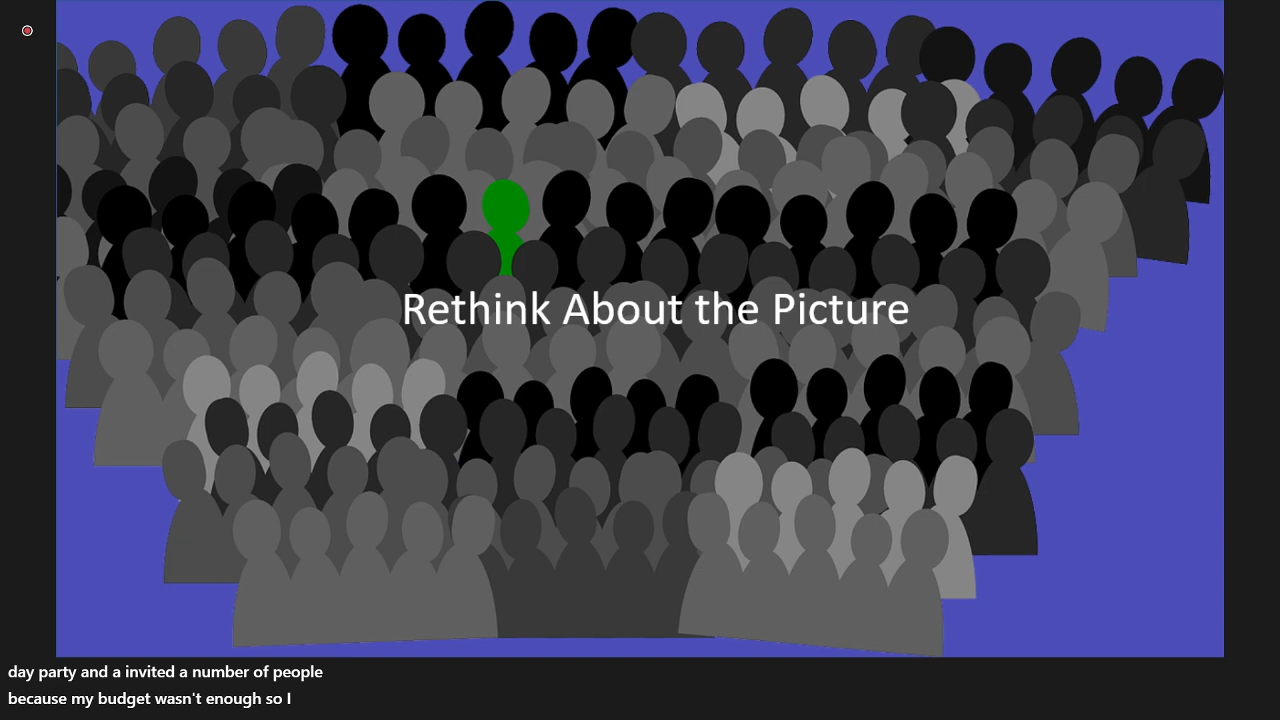 Rethink About the Picture
day party and a invited a number of people
because my budget wasn't enough so I